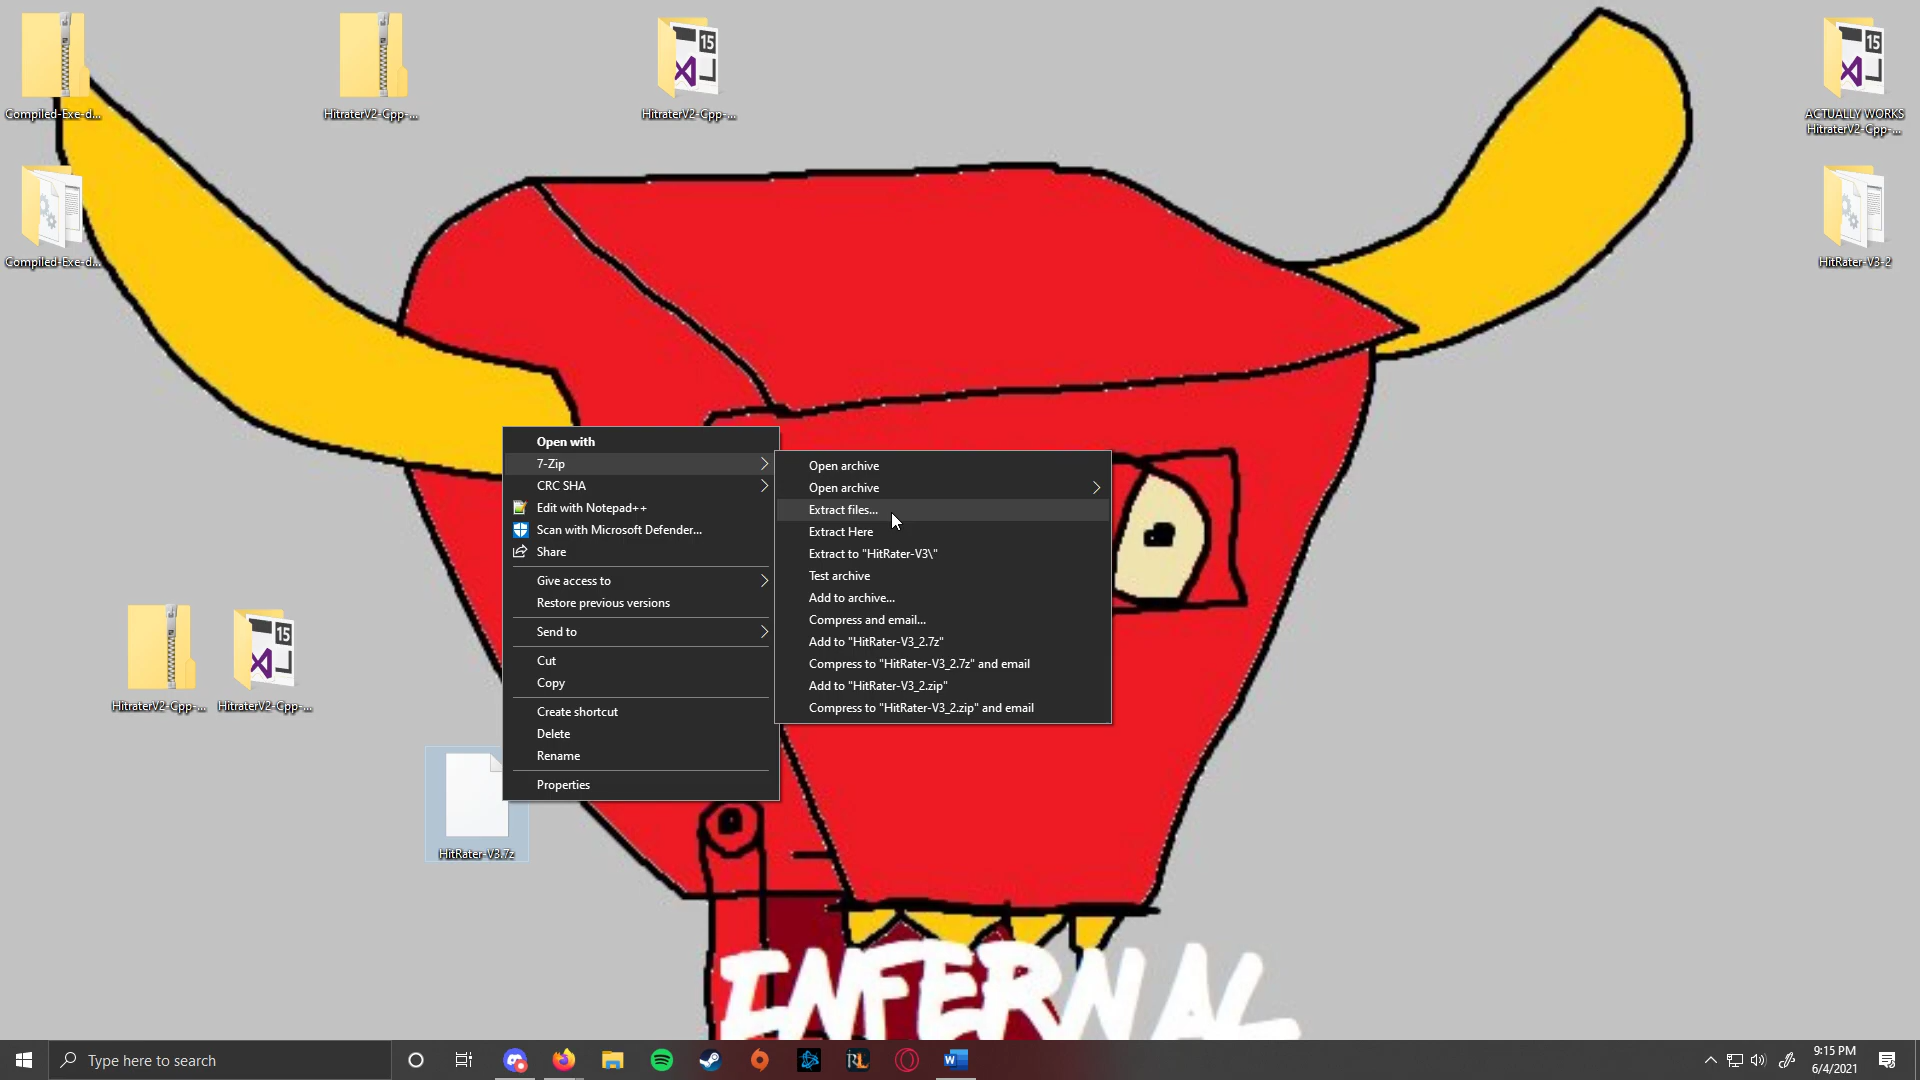 Compiled-Exe-d...
HitraterV2-Cpp-...
HitraterV2-Cpp-...
ACTUALLY WORKS
HitraterV2-Cpp-...
Compiled-Exe-d...
HitRater-V3-2
Open with
7-Zip
CRC SHA
Edit with Notepad++
Scan with Microsoft Defender...
Share
Give access to
Restore previous versions
Send to
Cut
Copy
Create shortcut
Delete
Rename
Properties
Open archive
Open archive
Extract files...
Extract Here
Extract to "HitRater-V3\"
Test archive
Add to archive...
Compress and email...
Add to "HitRater-V3_2.7z"
Compress to "HitRater-V3_2.7z" and email
Add to "HitRater-V3_2.zip"
Compress to "HitRater-V3_2.zip" and email
HitraterV2-Cpp-...
HitraterV2-Cpp-...
HitRater-V3.7z
INFERNAL
Type here to search
9:15 PM
6/4/2021